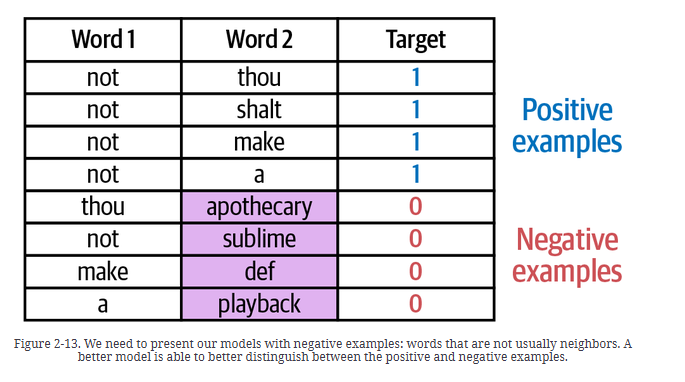 Word 1 Word 2 Target
not thou 1
not shalt 1
not make 1
not a 1
Positive
examples
thou apothecary 0
not sublime 0
make def 0
a playback 0
Negative
examples
Figure 2-13. We need to present our models with negative examples: words that are not usually neighbors. A
better model is able to better distinguish between the positive and negative examples.